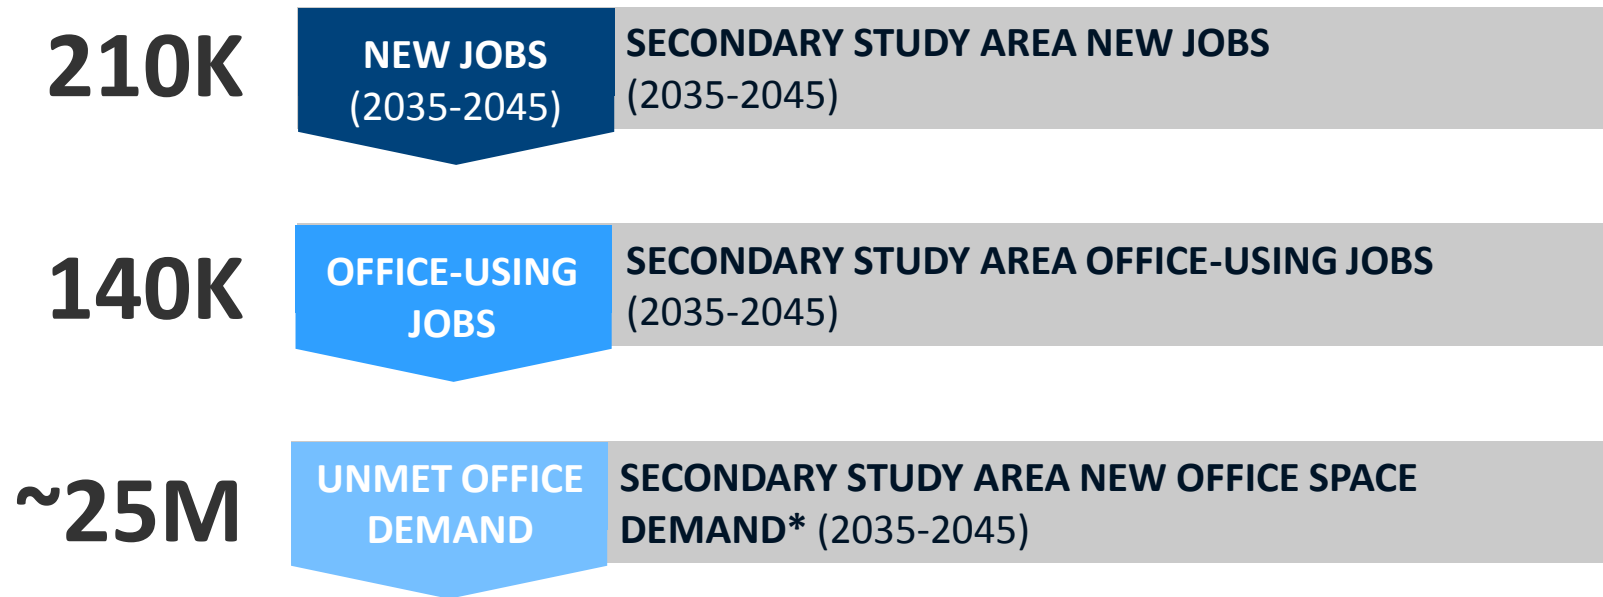 210K
NEW JOBS
(2035-2045)
SECONDARY STUDY AREA NEW JOBS
(2035-2045)
140K
OFFICE-USING
JOBS
SECONDARY STUDY AREA OFFICE-USING JOBS
(2035-2045)
~25M
UNMET OFFICE
DEMAND
SECONDARY STUDY AREA NEW OFFICE SPACE
DEMAND* (2035-2045)